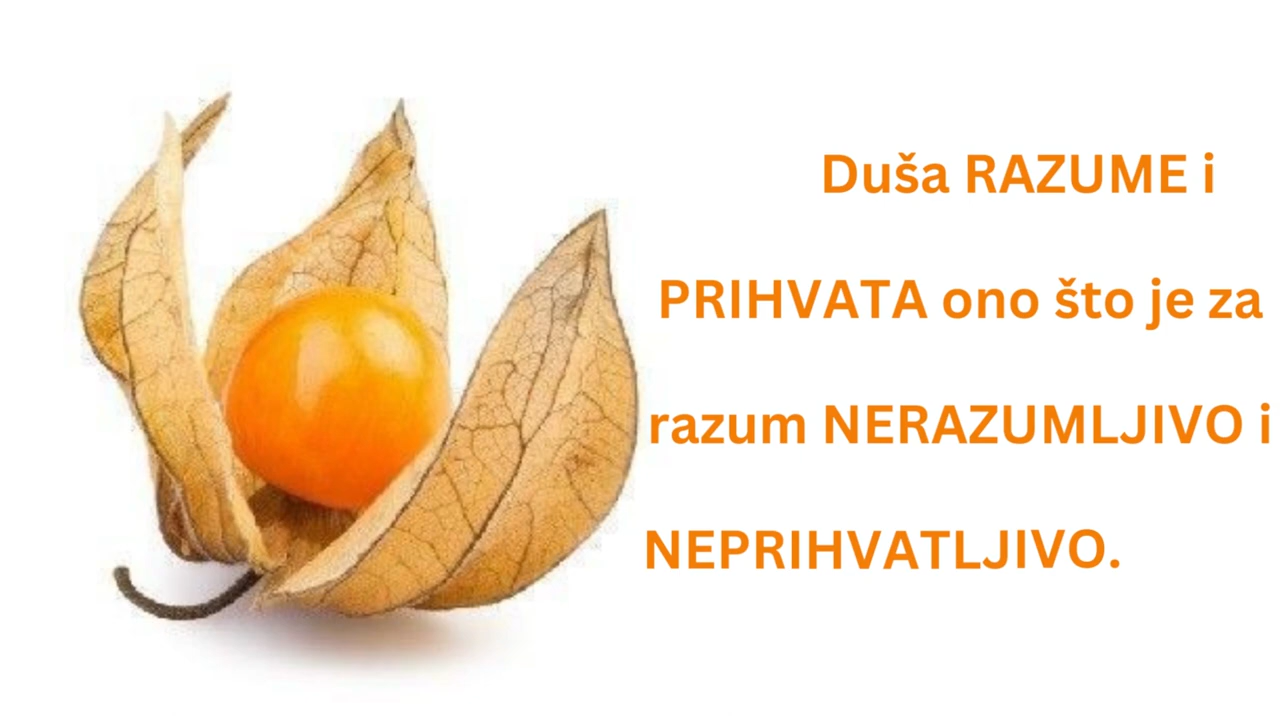 Duša RAZUME i
PRIHVATA ono što je za
razum NERAZUMLJIVO i
NEPRIHVATLJIVO.